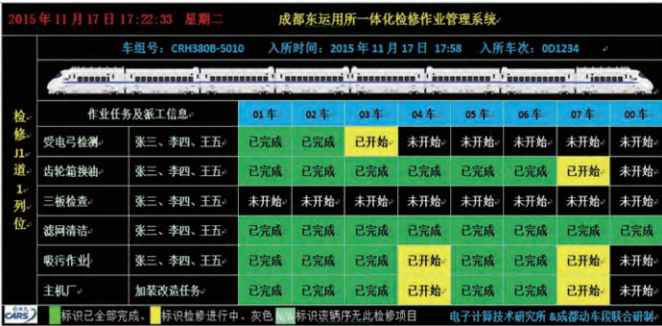 2015年11月17日 17:22:33 星期二 成都东运用所一体化检修作业管理系统
车组号：CRH380B-5010 入所时间：2015年11月17日 17:58 入所车次：0D1234
检修J1道1列位
作业任务及派工信息 01车 02车 03车 04车 05车 06车 07车 00车
受电弓检测 张三、李四、王五 已完成 已完成 已开始 未开始 未开始 未开始 未开始 未开始
齿轮箱换油 张三、李四、王五 已完成 已完成 已完成 已完成 已完成 已完成 已开始 未开始
三板检查 张三、李四、王五 未开始 未开始 未开始 未开始 未开始 未开始 未开始 未开始
滤网清洁 张三、李四、王五 已完成 已完成 已完成 已完成 已完成 已完成 已完成 已完成
吸污作业 张三、李四、王五 已完成 已完成 已完成 已开始 已完成 已完成 已开始 未开始
主机厂 加装改造任务 已完成 已完成 已完成 已开始 已完成 已完成 已开始 未开始
CARS 标识已全部完成、 标识检修进行中、灰色 N/A 标识该辆序无此检修项目 电子计算技术研究所&成都动车段联合研制